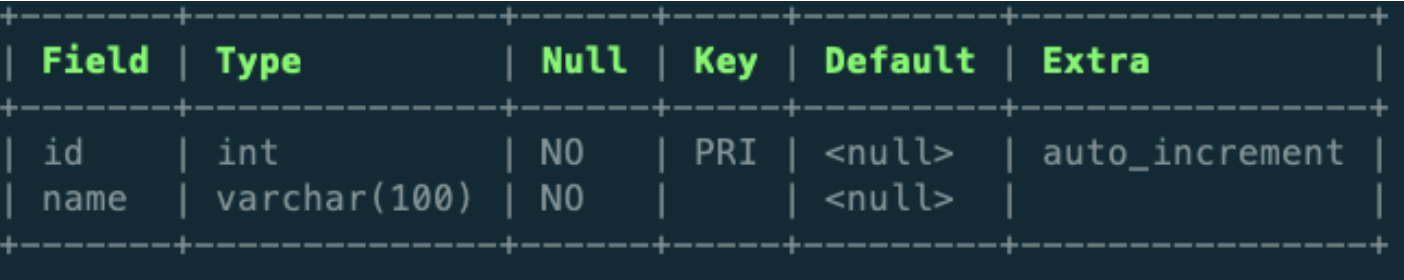 +-------+--------------+------+-----+---------+----------------+
| Field | Type         | Null | Key | Default | Extra          |
+-------+--------------+------+-----+---------+----------------+
| id    | int          | NO   | PRI | <null>  | auto_increment |
| name  | varchar(100) | NO   |     | <null>  |                |
+-------+--------------+------+-----+---------+----------------+